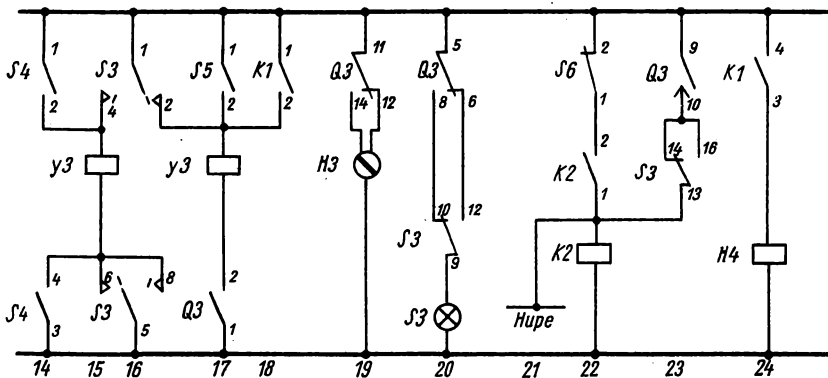 1 1 1 1 11 5 2 9 4
S4 S3 S5 K1 Q3 Q3 S6 Q3 K1
2 4 2 2 2 14 12 8 6 1 10 3
y3 y3 H3 2 14 16
K2 S3
1 13
10 12
S3
9
K2 H4
4 6 8 2
S4 S3 Q3 S3 Hupe
3 5 1
14 15 16 17 18 19 20 21 22 23 24